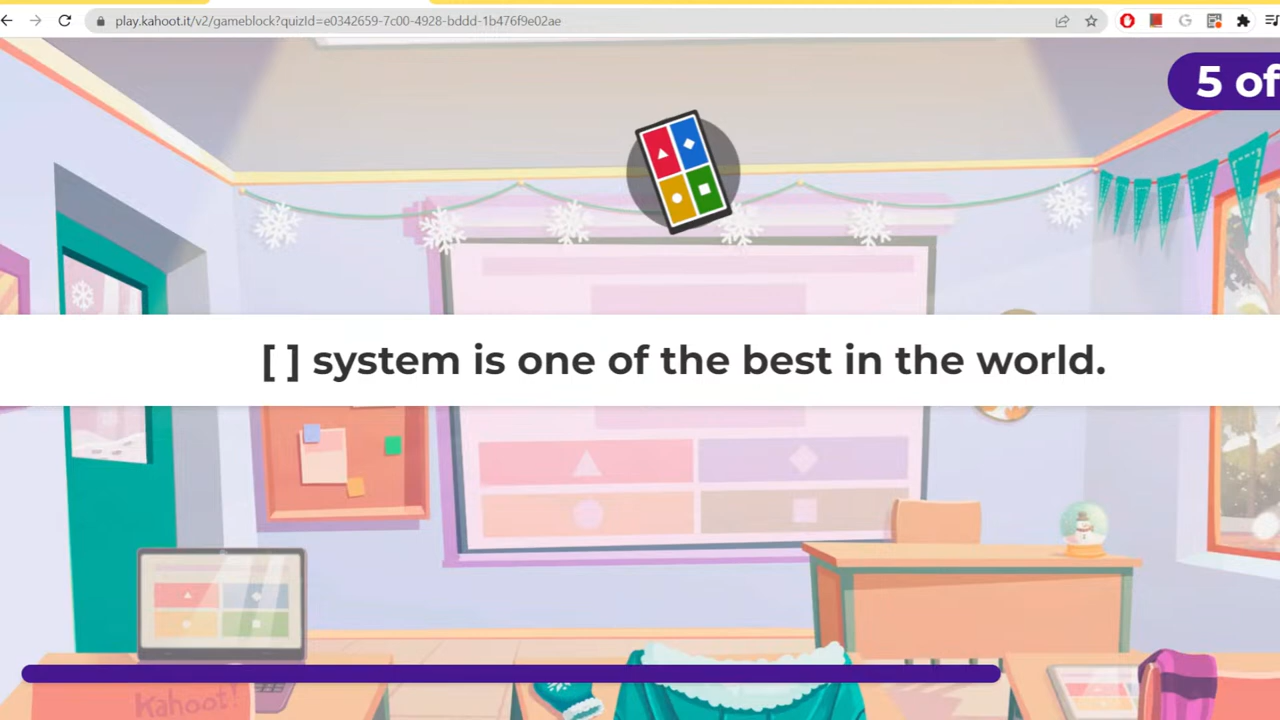 play.kahoot.it/v2/gameblock?quizId=e0342659-7c00-4928-bddd-1b476f9e02ae
5 of
[ ] system is one of the best in the world.
Kahoot!